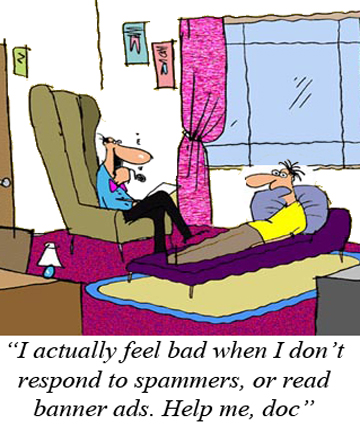 “I actually feel bad when I don’t
respond to spammers, or read
banner ads. Help me, doc”